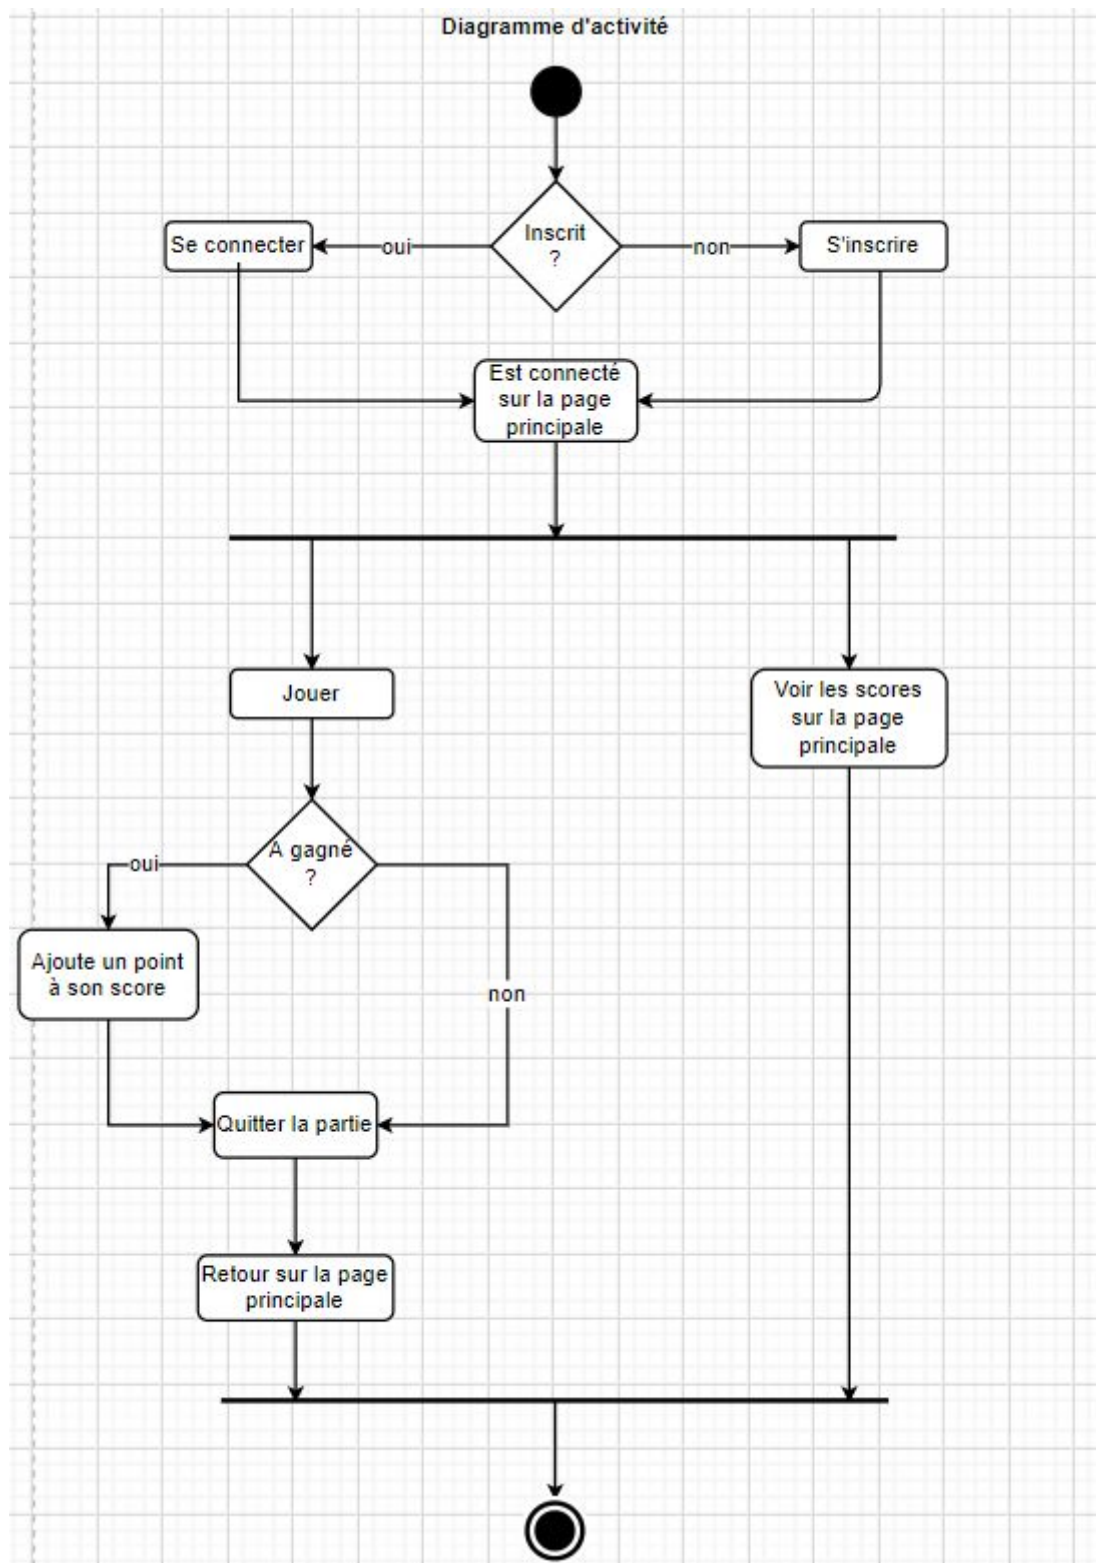 Diagramme d'activité
Inscrit
?
Se connecter
oui
non
S'inscrire
Est connecté
sur la page
principale
Jouer
Voir les scores
sur la page
principale
A gagné
?
oui
Ajoute un point
à son score
non
Quitter la partie
Retour sur la page
principale